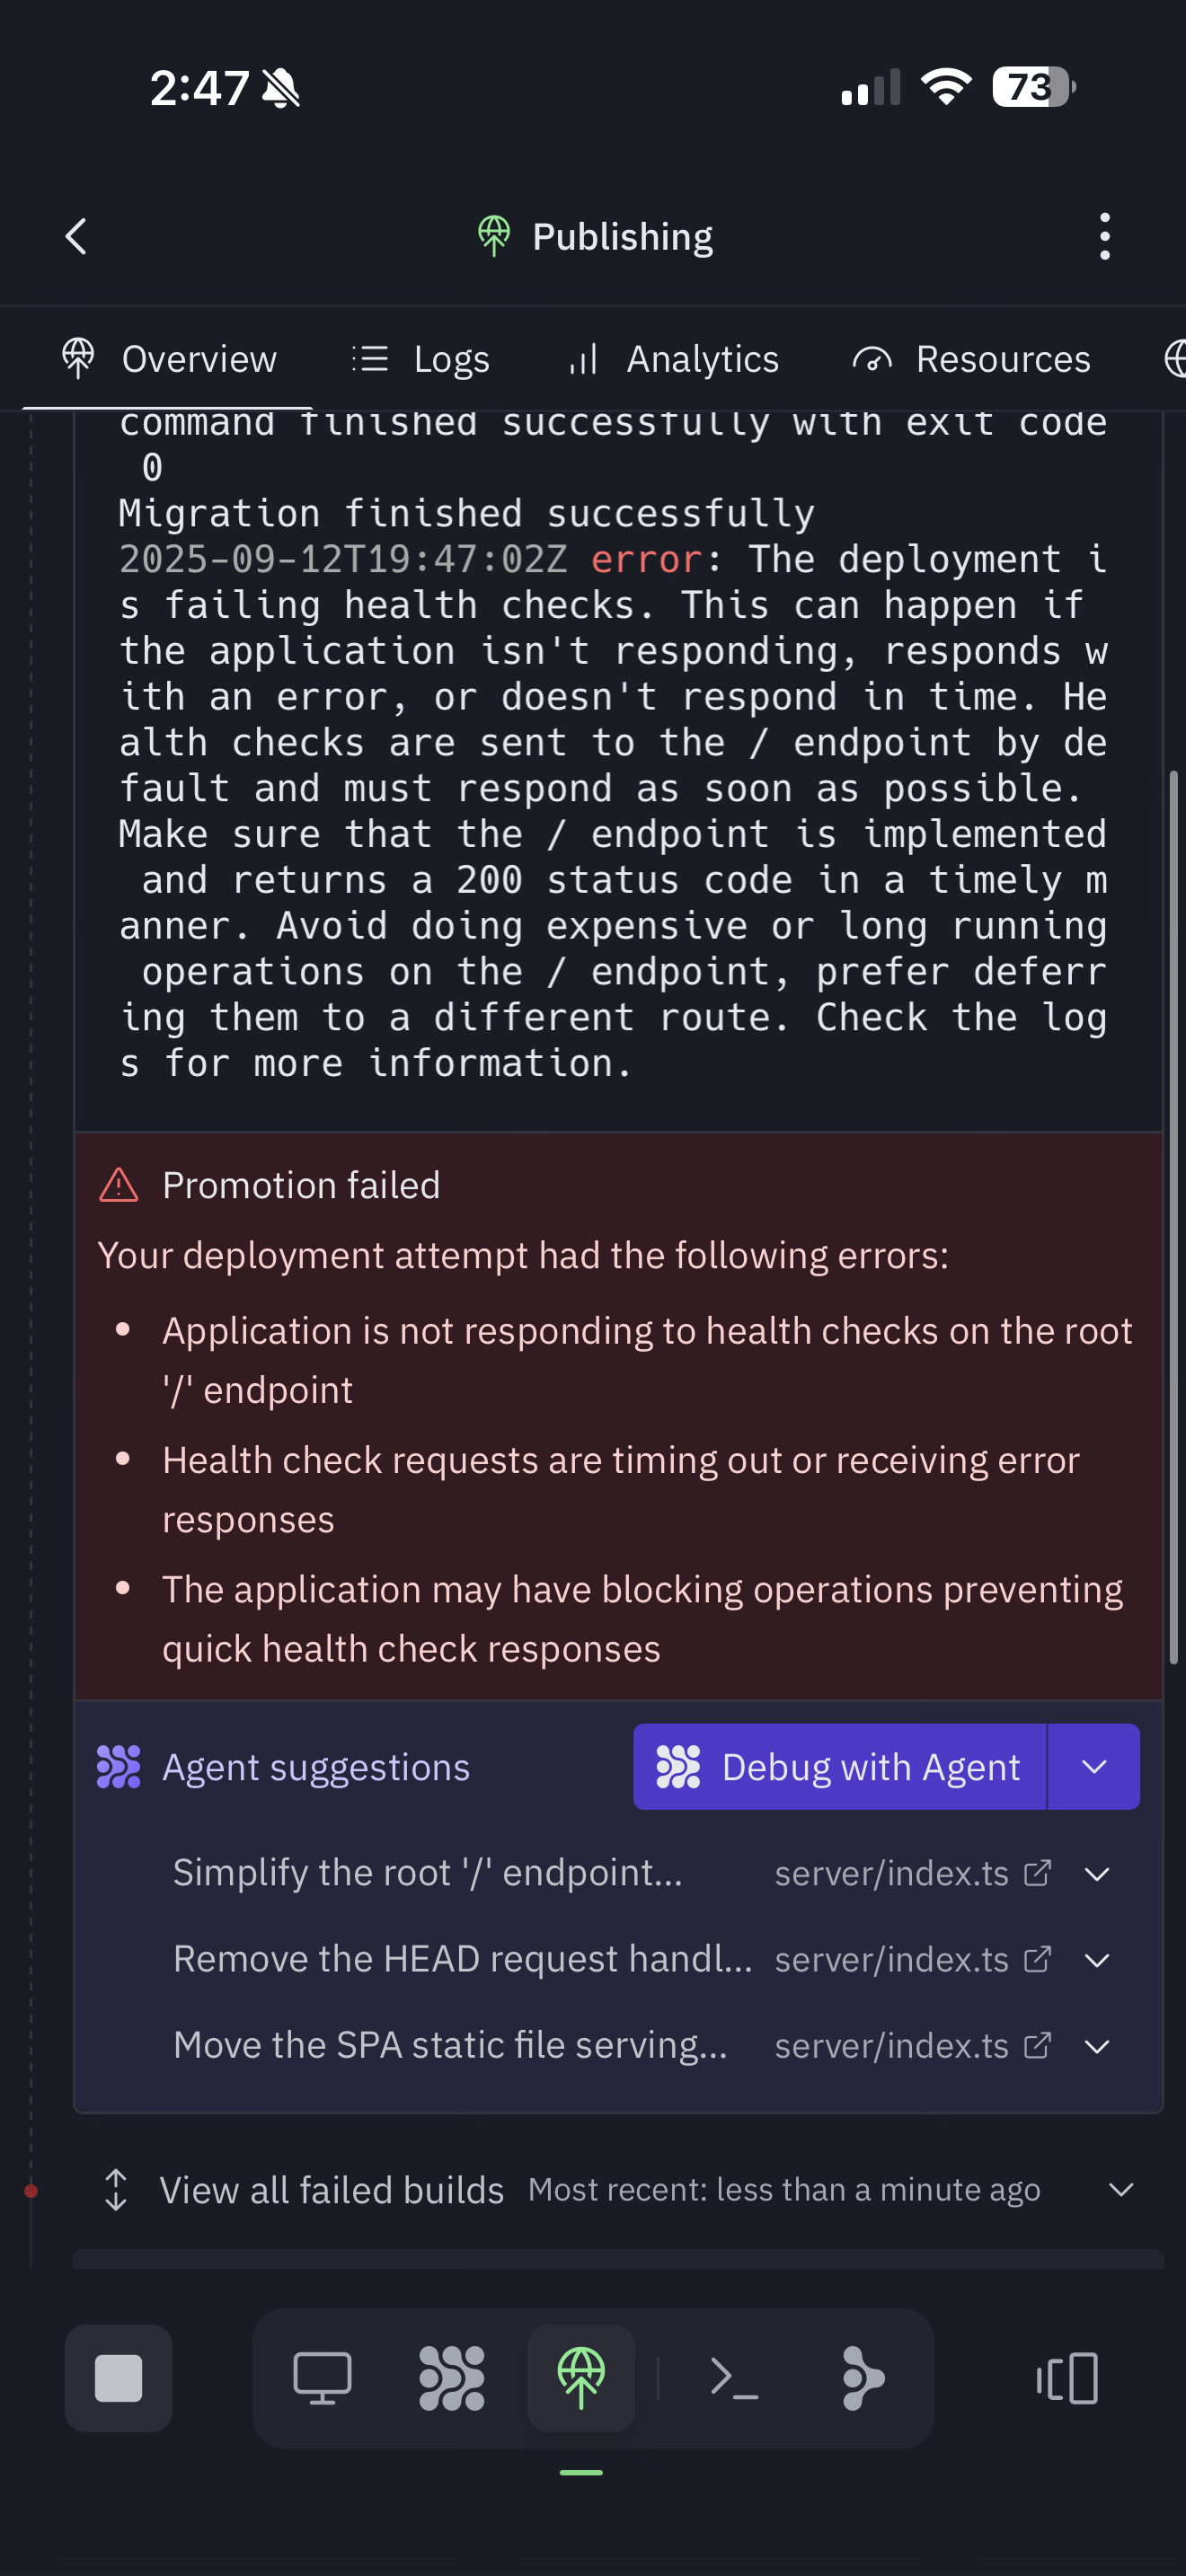 2:47
73
Publishing
Overview
Logs
Analytics
Resources
command finished successfully with exit code
0
Migration finished successfully
2025-09-12T19:47:02Z error: The deployment i
s failing health checks. This can happen if
the application isn't responding, responds w
ith an error, or doesn't respond in time. He
alth checks are sent to the / endpoint by de
fault and must respond as soon as possible.
Make sure that the / endpoint is implemented
and returns a 200 status code in a timely m
anner. Avoid doing expensive or long running
operations on the / endpoint, prefer deferr
ing them to a different route. Check the log
s for more information.
Promotion failed
Your deployment attempt had the following errors:
• Application is not responding to health checks on the root
'/' endpoint
• Health check requests are timing out or receiving error
responses
• The application may have blocking operations preventing
quick health check responses
Agent suggestions
Debug with Agent
Simplify the root '/' endpoint... server/index.ts
Remove the HEAD request handl... server/index.ts
Move the SPA static file serving... server/index.ts
View all failed builds Most recent: less than a minute ago